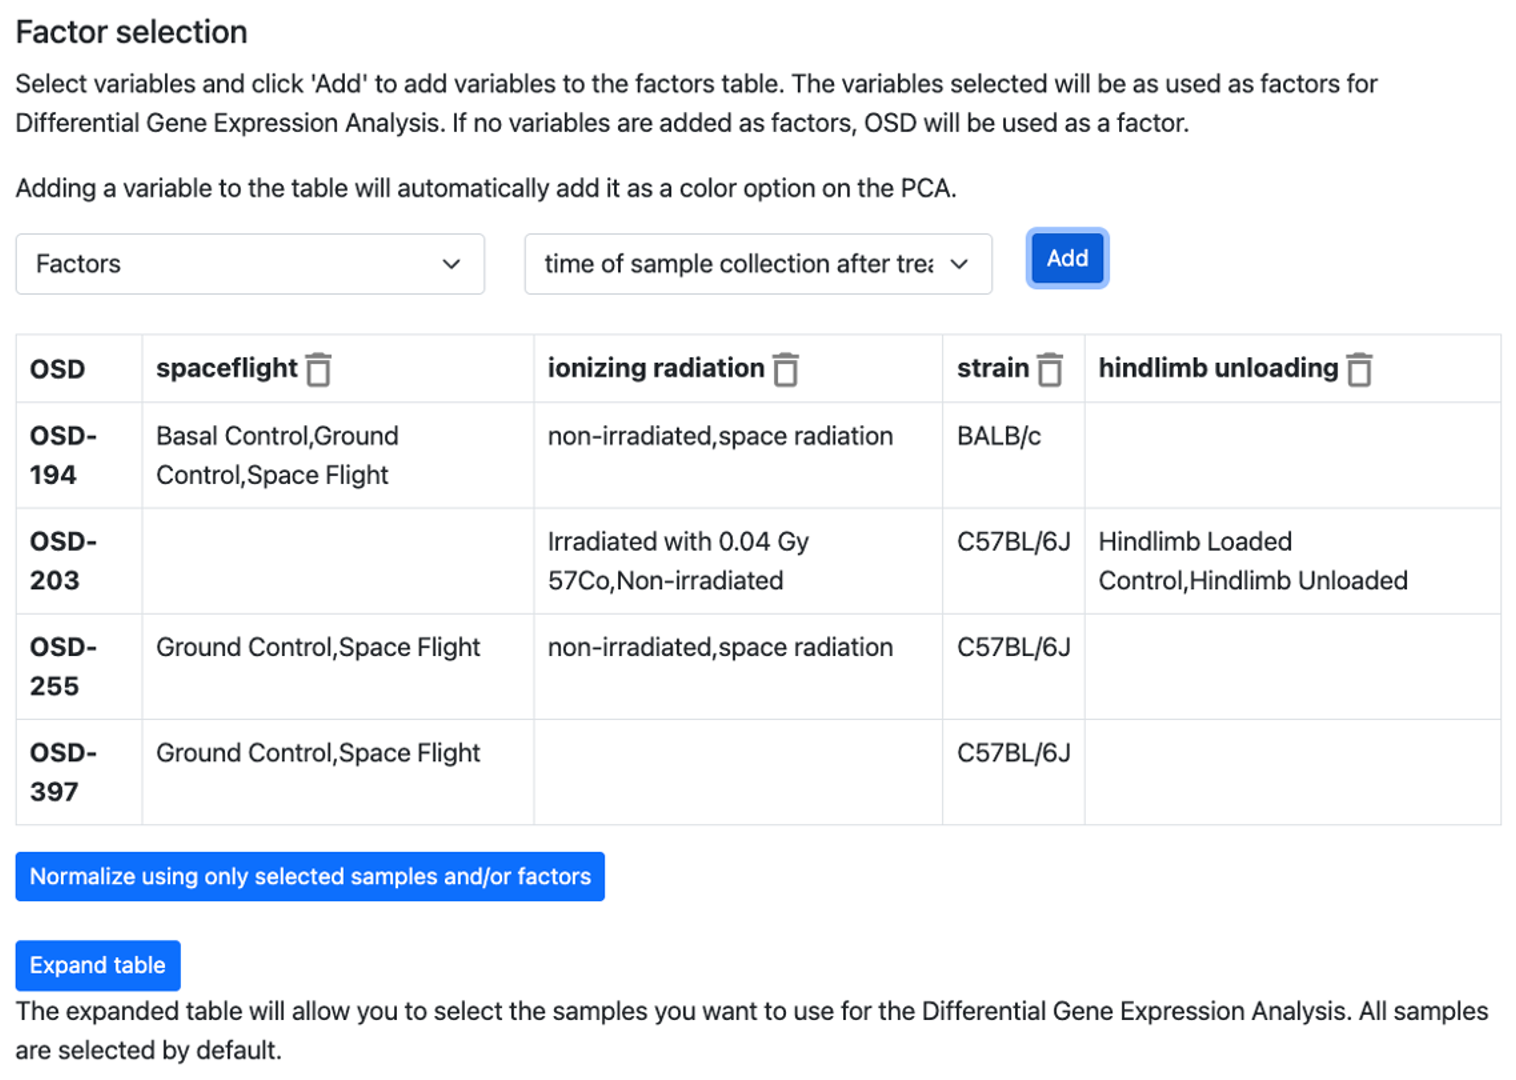 Factor selection
Select variables and click 'Add' to add variables to the factors table. The variables selected will be as used as factors for
Differential Gene Expression Analysis. If no variables are added as factors, OSD will be used as a factor.
Adding a variable to the table will automatically add it as a color option on the PCA.
Factors
time of sample collection after trea
Add
OSD spaceflight ionizing radiation strain hindlimb unloading
OSD- Basal Control,Ground non-irradiated,space radiation BALB/c
194 Control,Space Flight
OSD- Irradiated with 0.04 Gy C57BL/6J Hindlimb Loaded
203 57Co,Non-irradiated Control,Hindlimb Unloaded
OSD- Ground Control,Space Flight non-irradiated,space radiation C57BL/6J
255
OSD- Ground Control,Space Flight C57BL/6J
397
Normalize using only selected samples and/or factors
Expand table
The expanded table will allow you to select the samples you want to use for the Differential Gene Expression Analysis. All samples
are selected by default.